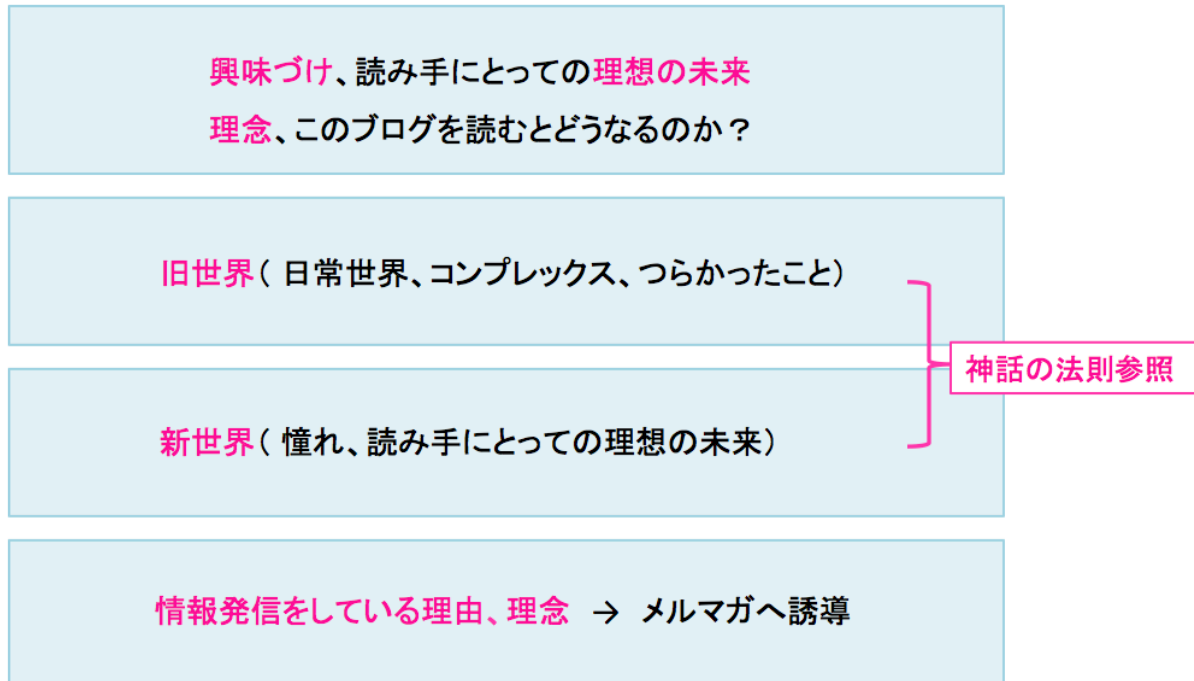 興味づけ、読み手にとっての理想の未来
理念、このブログを読むとどうなるのか？
旧世界（日常世界、コンプレックス、つらかったこと）
神話の法則参照
新世界（憧れ、読み手にとっての理想の未来）
情報発信をしている理由、理念 → メルマガへ誘導